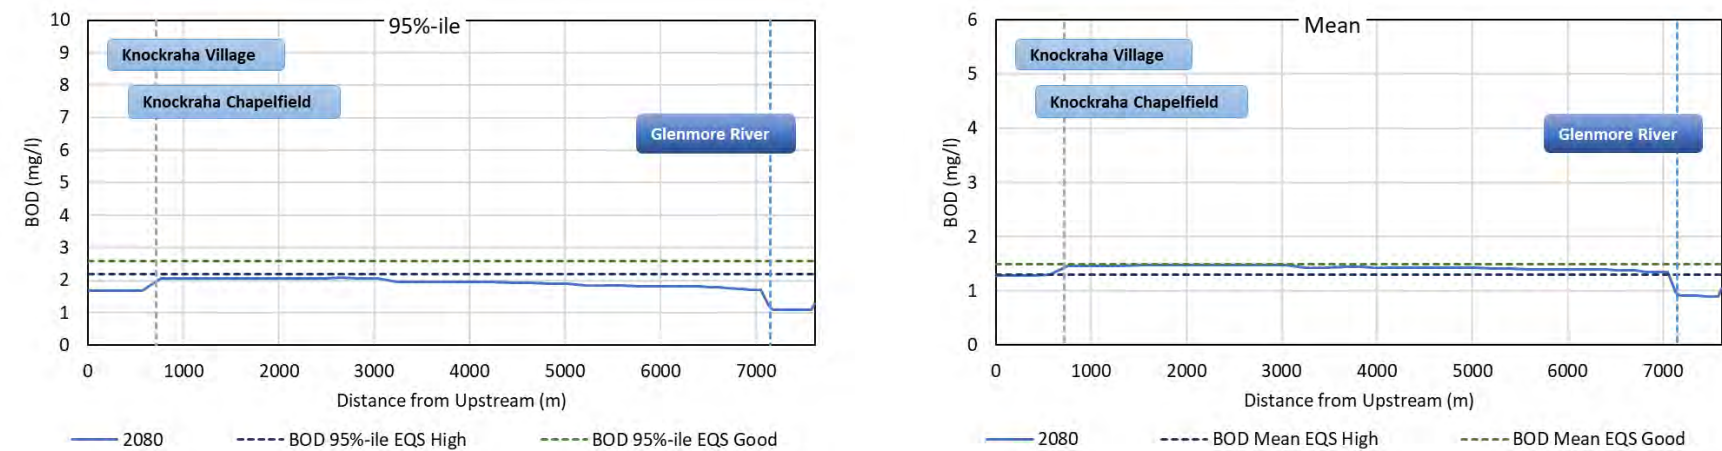 95%-ile
10
9
8
7
6
5
4
3
2
1
0
BOD (mg/l)
Knockraha Village
Knockraha Chapelfield
Glenmore River
0 1000 2000 3000 4000 5000 6000 7000
Distance from Upstream (m)
2080 BOD 95%-ile EQS High BOD 95%-ile EQS Good
Mean
6
5
4
3
2
1
0
BOD (mg/l)
Knockraha Village
Knockraha Chapelfield
Glenmore River
0 1000 2000 3000 4000 5000 6000 7000
Distance from Upstream (m)
2080 BOD Mean EQS High BOD Mean EQS Good